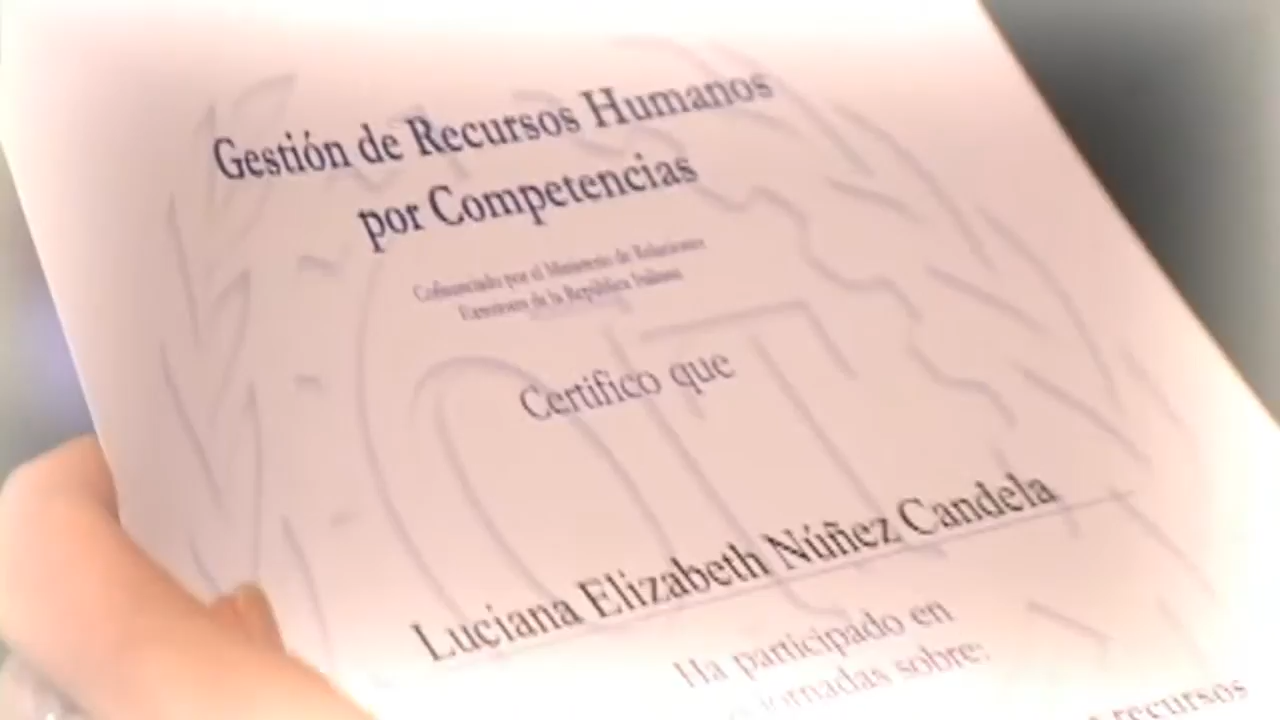 Gestión de Recursos Humanos
por Competencias
Cofinanciado por el Ministerio de Relaciones
Exteriores de la República Italiana
Certifico que
Luciana Elizabeth Núñez Candela
Ha participado en
Jornadas sobre:
recursos
OIT